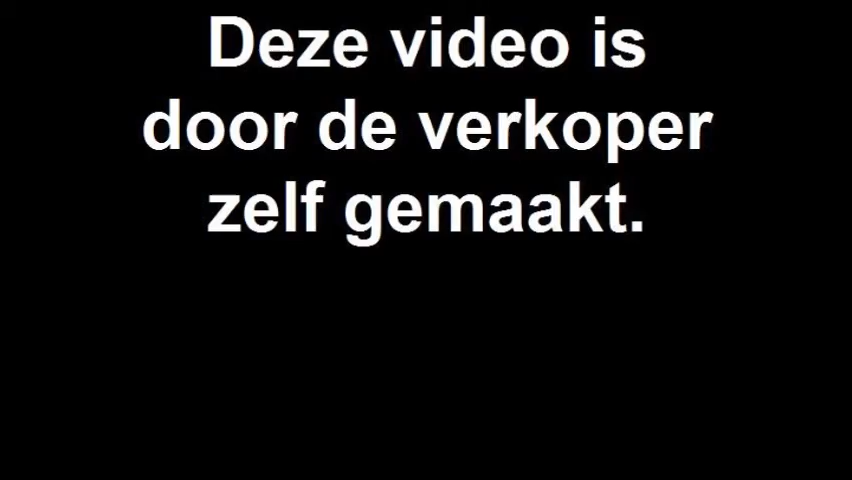 Deze video is
door de verkoper
zelf gemaakt.